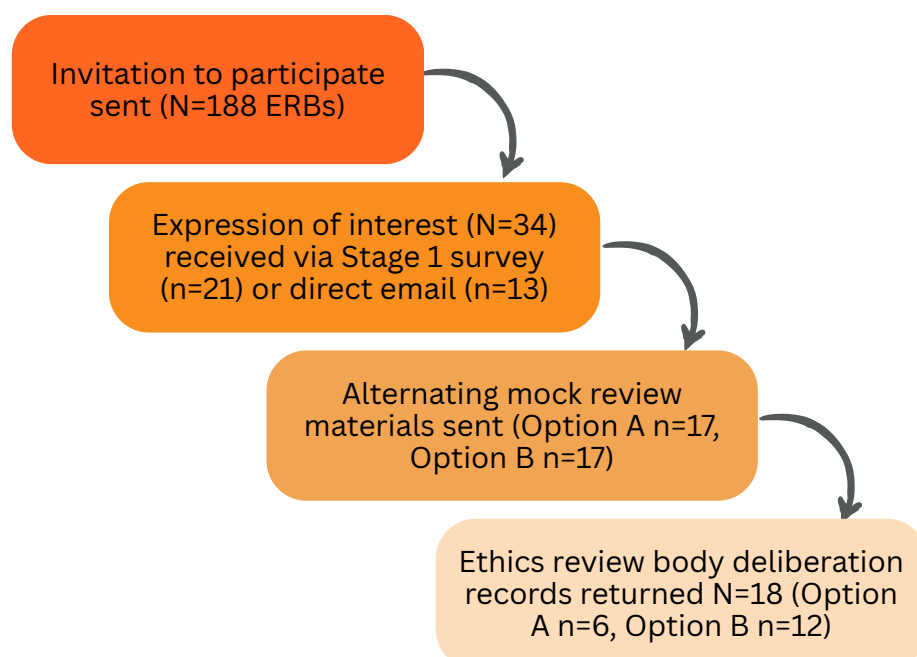 Invitation to participate
sent (N=188 ERBs)
Expression of interest (N=34)
received via Stage 1 survey
(n=21) or direct email (n=13)
Alternating mock review
materials sent (Option A n=17,
Option B n=17)
Ethics review body deliberation
records returned N=18 (Option
A n=6, Option B n=12)